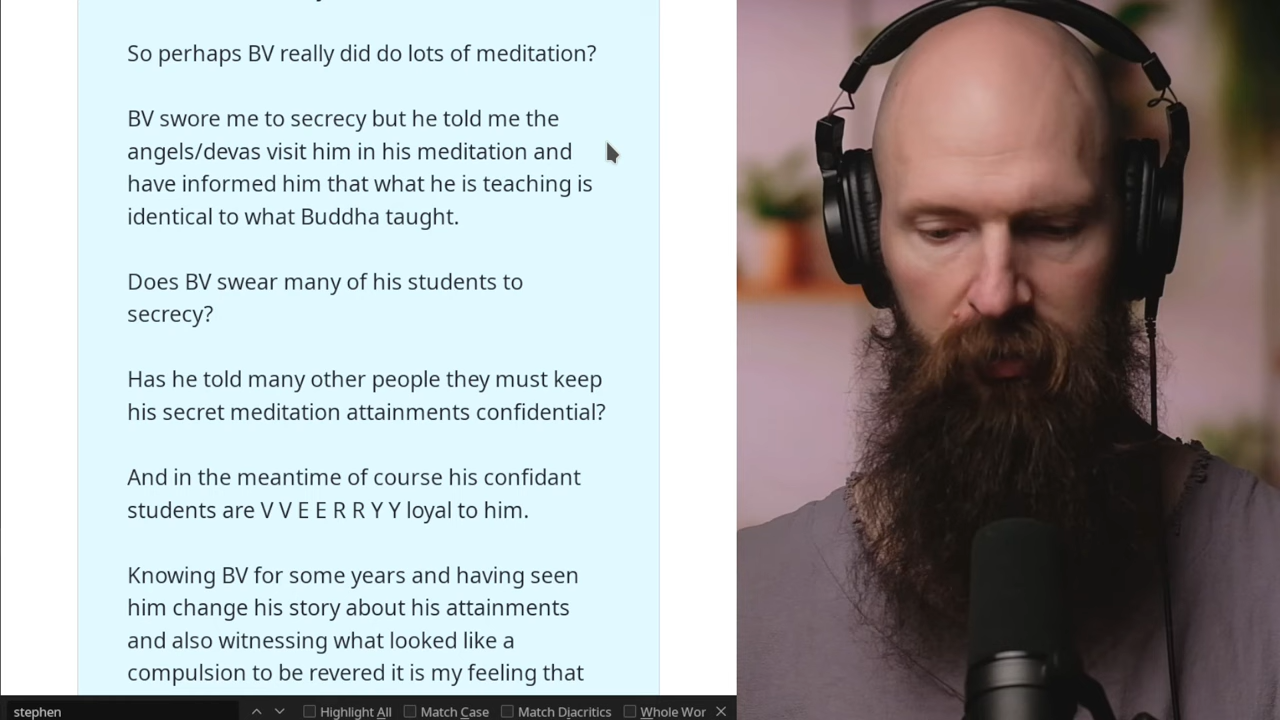 So perhaps BV really did do lots of meditation?
BV swore me to secrecy but he told me the
angels/devas visit him in his meditation and
have informed him that what he is teaching is
identical to what Buddha taught.
Does BV swear many of his students to
secrecy?
Has he told many other people they must keep
his secret meditation attainments confidential?
And in the meantime of course his confidant
students are V V E E R R Y Y loyal to him.
Knowing BV for some years and having seen
him change his story about his attainments
and also witnessing what looked like a
compulsion to be revered it is my feeling that
stephen Highlight All Match Case Match Diacritics Whole Wor